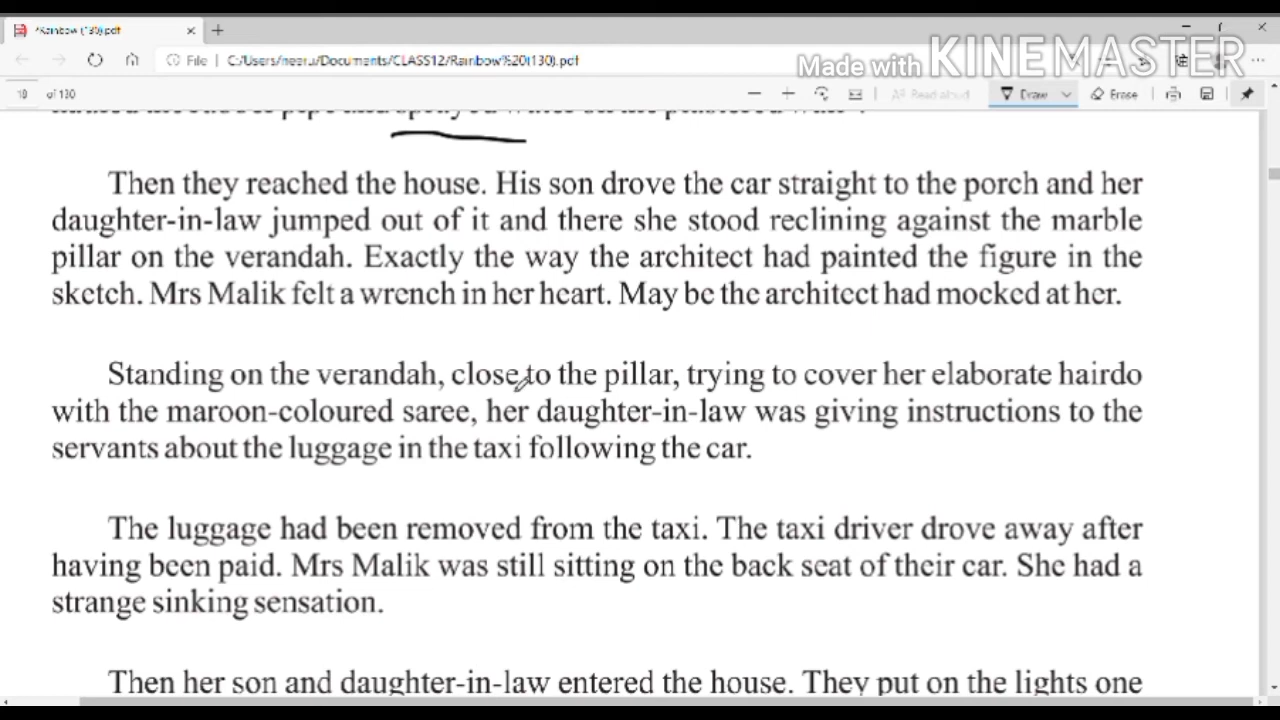 *Rainbow (130).pdf
File C:/Users/neeru/Documents/CLASS12/Rainbow%20(130).pdf
Made with KINEMASTER
of 130 Read aloud Draw Erase
Then they reached the house. His son drove the car straight to the porch and her
daughter-in-law jumped out of it and there she stood reclining against the marble
pillar on the verandah. Exactly the way the architect had painted the figure in the
sketch. Mrs Malik felt a wrench in her heart. May be the architect had mocked at her.
Standing on the verandah, close to the pillar, trying to cover her elaborate hairdo
with the maroon-coloured saree, her daughter-in-law was giving instructions to the
servants about the luggage in the taxi following the car.
The luggage had been removed from the taxi. The taxi driver drove away after
having been paid. Mrs Malik was still sitting on the back seat of their car. She had a
strange sinking sensation.
Then her son and daughter-in-law entered the house. They put on the lights one